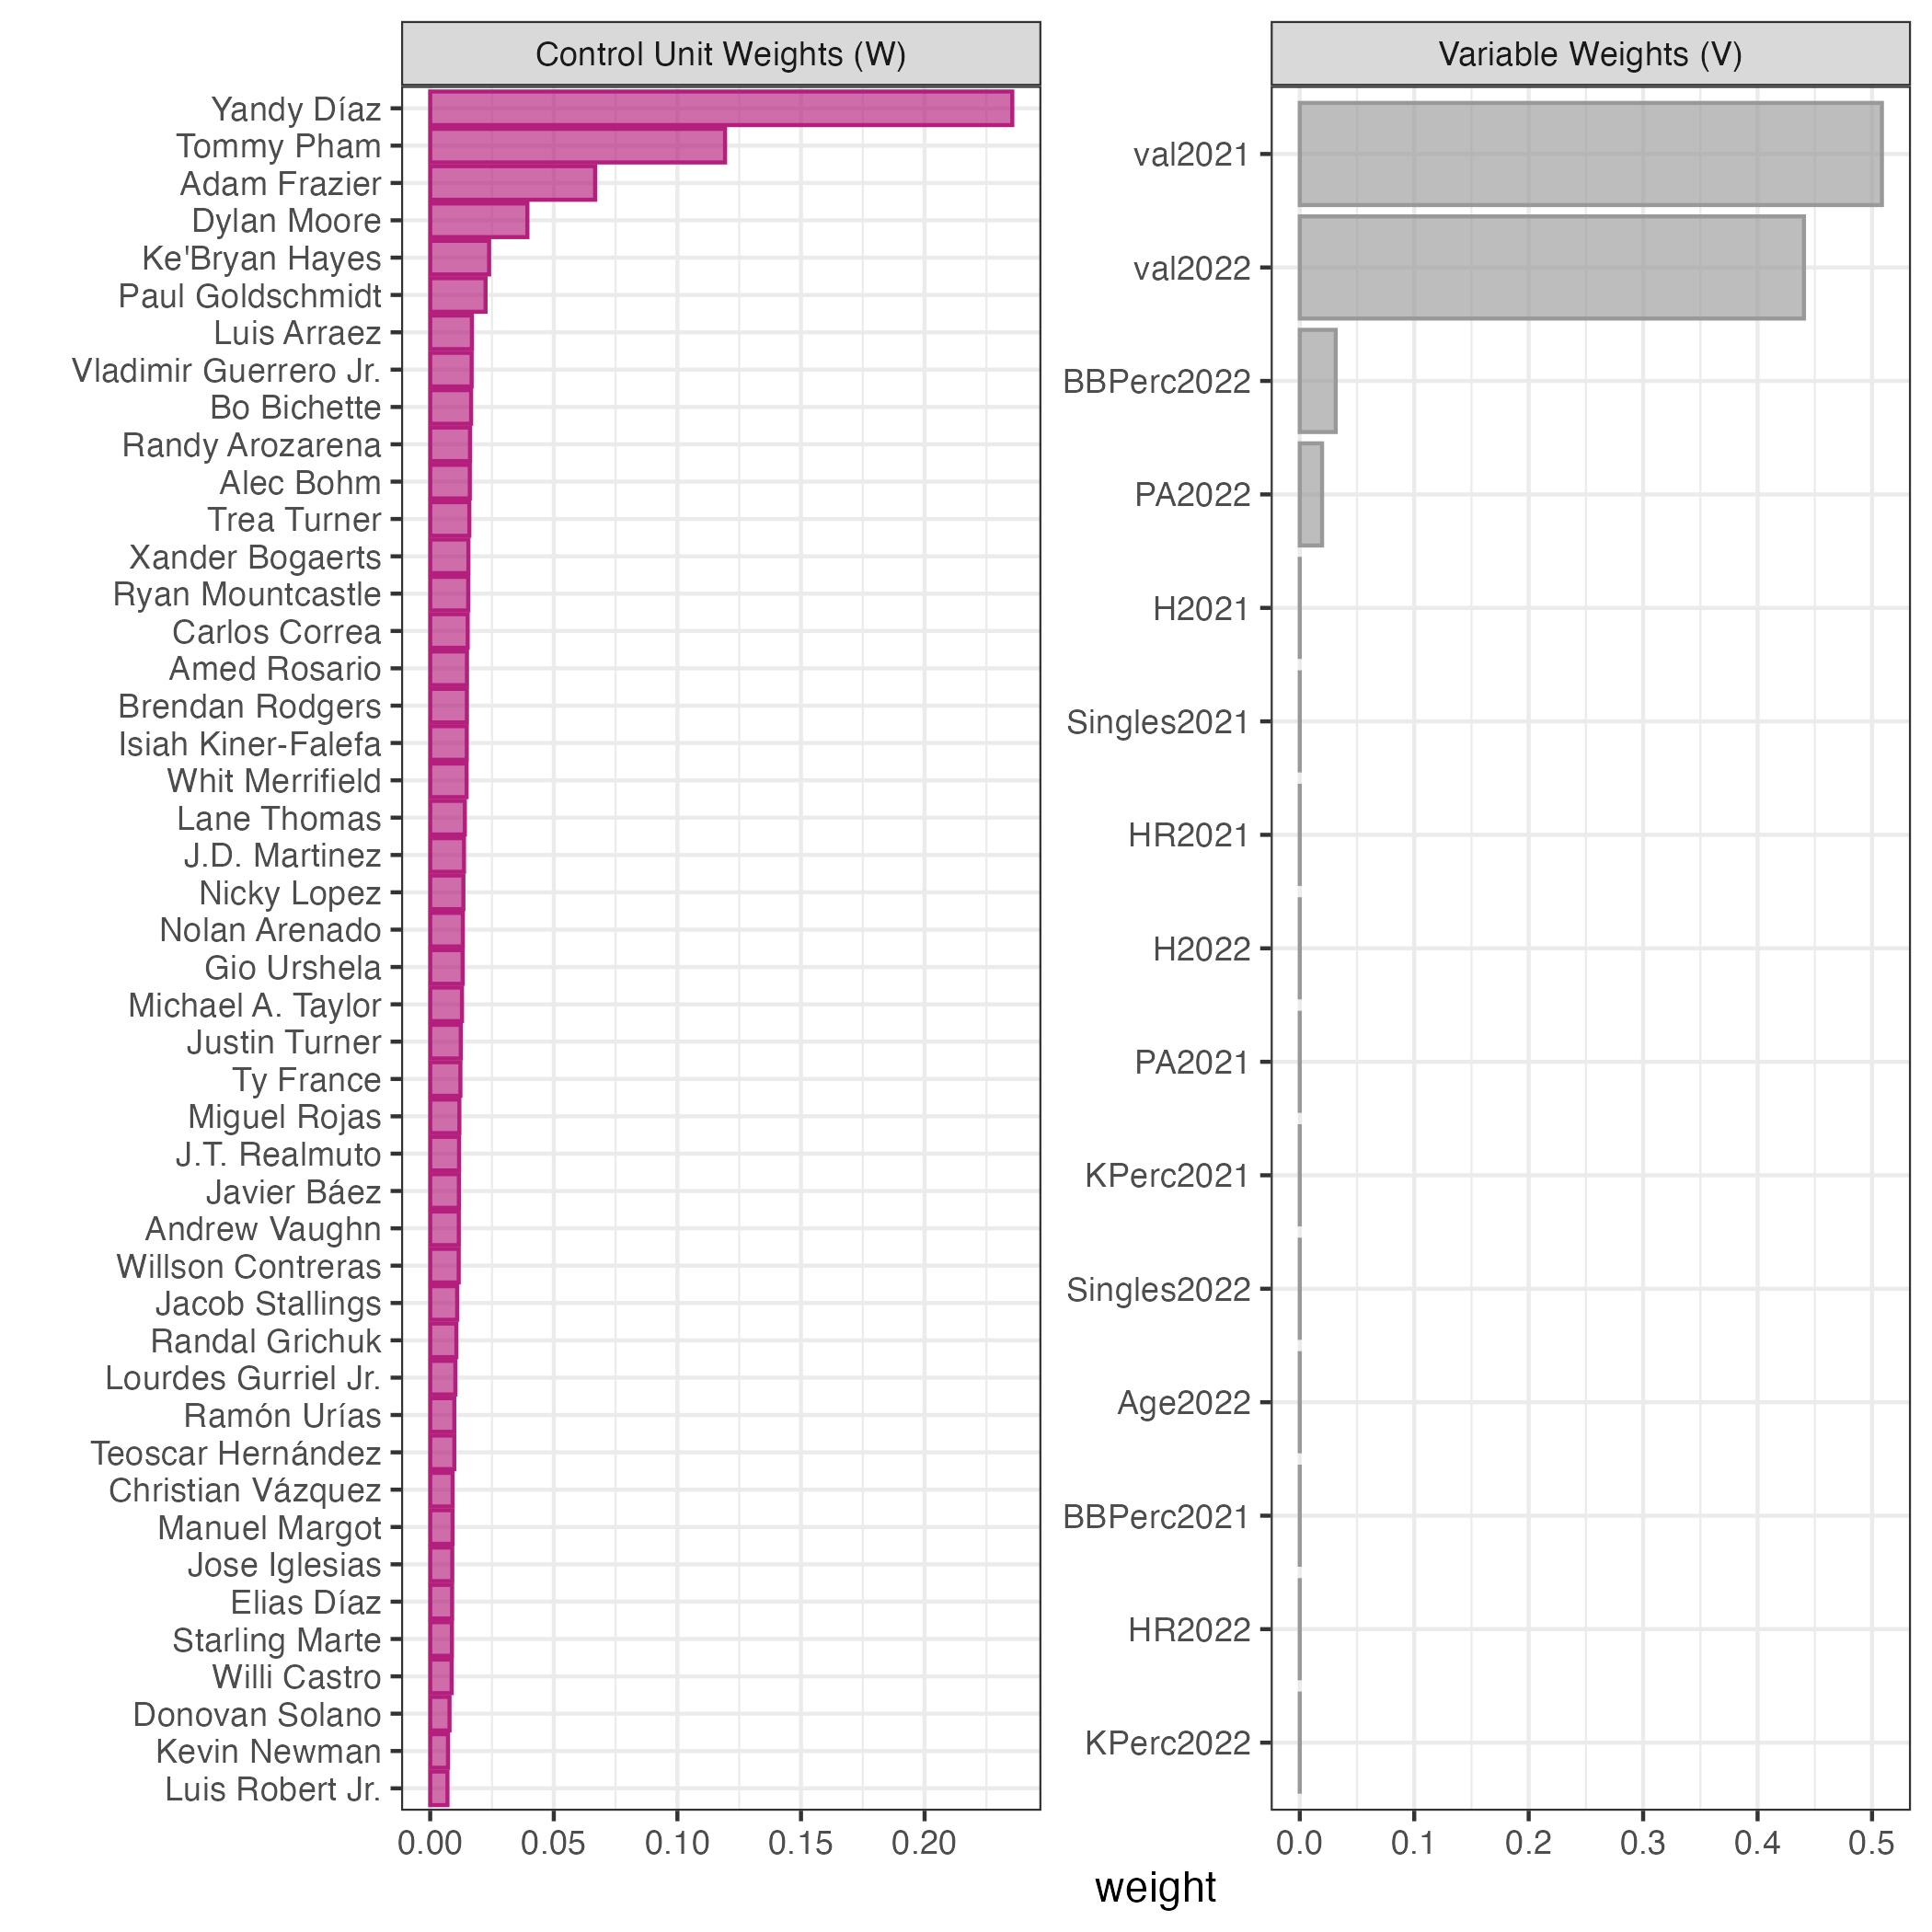 Control Unit Weights (W)
Yandy Díaz
Tommy Pham
Adam Frazier
Dylan Moore
Ke'Bryan Hayes
Paul Goldschmidt
Luis Arraez
Vladimir Guerrero Jr.
Bo Bichette
Randy Arozarena
Alec Bohm
Trea Turner
Xander Bogaerts
Ryan Mountcastle
Carlos Correa
Amed Rosario
Brendan Rodgers
Isiah Kiner-Falefa
Whit Merrifield
Lane Thomas
J.D. Martinez
Nicky Lopez
Nolan Arenado
Gio Urshela
Michael A. Taylor
Justin Turner
Ty France
Miguel Rojas
J.T. Realmuto
Javier Báez
Andrew Vaughn
Willson Contreras
Jacob Stallings
Randal Grichuk
Lourdes Gurriel Jr.
Ramón Urías
Teoscar Hernández
Christian Vázquez
Manuel Margot
Jose Iglesias
Elias Díaz
Starling Marte
Willi Castro
Donovan Solano
Kevin Newman
Luis Robert Jr.
0.00 0.05 0.10 0.15 0.20
Variable Weights (V)
val2021
val2022
BBPerc2022
PA2022
H2021
Singles2021
HR2021
H2022
PA2021
KPerc2021
Singles2022
Age2022
BBPerc2021
HR2022
KPerc2022
0.0 0.1 0.2 0.3 0.4 0.5
weight